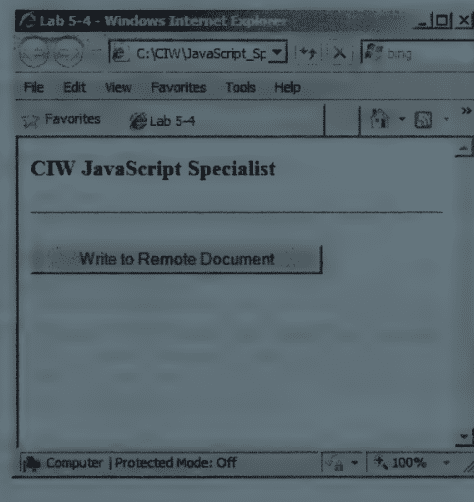 Lab 5-4 - Windows Internet Explorer
C:\CIW\JavaScript_Sp bing
File Edit View Favorites Tools Help
Favorites Lab 5-4
CIW JavaScript Specialist
Write to Remote Document
Computer | Protected Mode: Off 100%